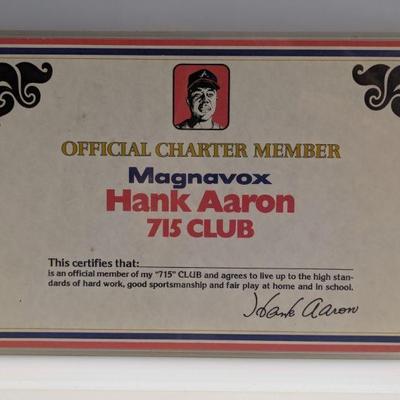 A
OFFICIAL CHARTER MEMBER
Magnavox
Hank Aaron
715 CLUB
This certifies that:
is an official member of my "715" CLUB and agrees to live up to the high stan-
dards of hard work, good sportsmanship and fair play at home and in school.
Hank Aaron